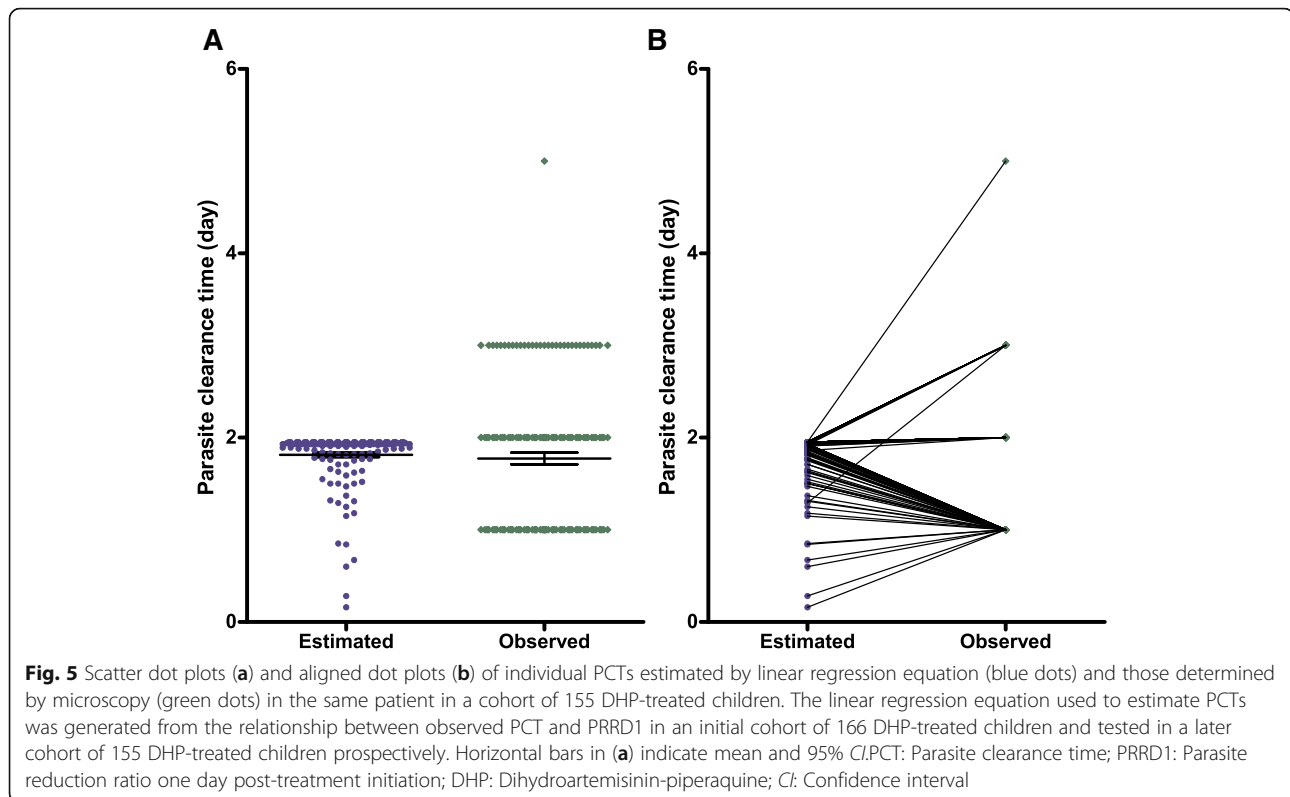 A
B
6
4
2
0
Parasite clearance time (day)
Estimated
Observed
6
4
2
0
Parasite clearance time (day)
Estimated
Observed
Fig. 5 Scatter dot plots (a) and aligned dot plots (b) of individual PCTs estimated by linear regression equation (blue dots) and those determined
by microscopy (green dots) in the same patient in a cohort of 155 DHP-treated children. The linear regression equation used to estimate PCTs
was generated from the relationship between observed PCT and PRRD1 in an initial cohort of 166 DHP-treated children and tested in a later
cohort of 155 DHP-treated children prospectively. Horizontal bars in (a) indicate mean and 95% CI.PCT: Parasite clearance time; PRRD1: Parasite
reduction ratio one day post-treatment initiation; DHP: Dihydroartemisinin-piperaquine; CI: Confidence interval